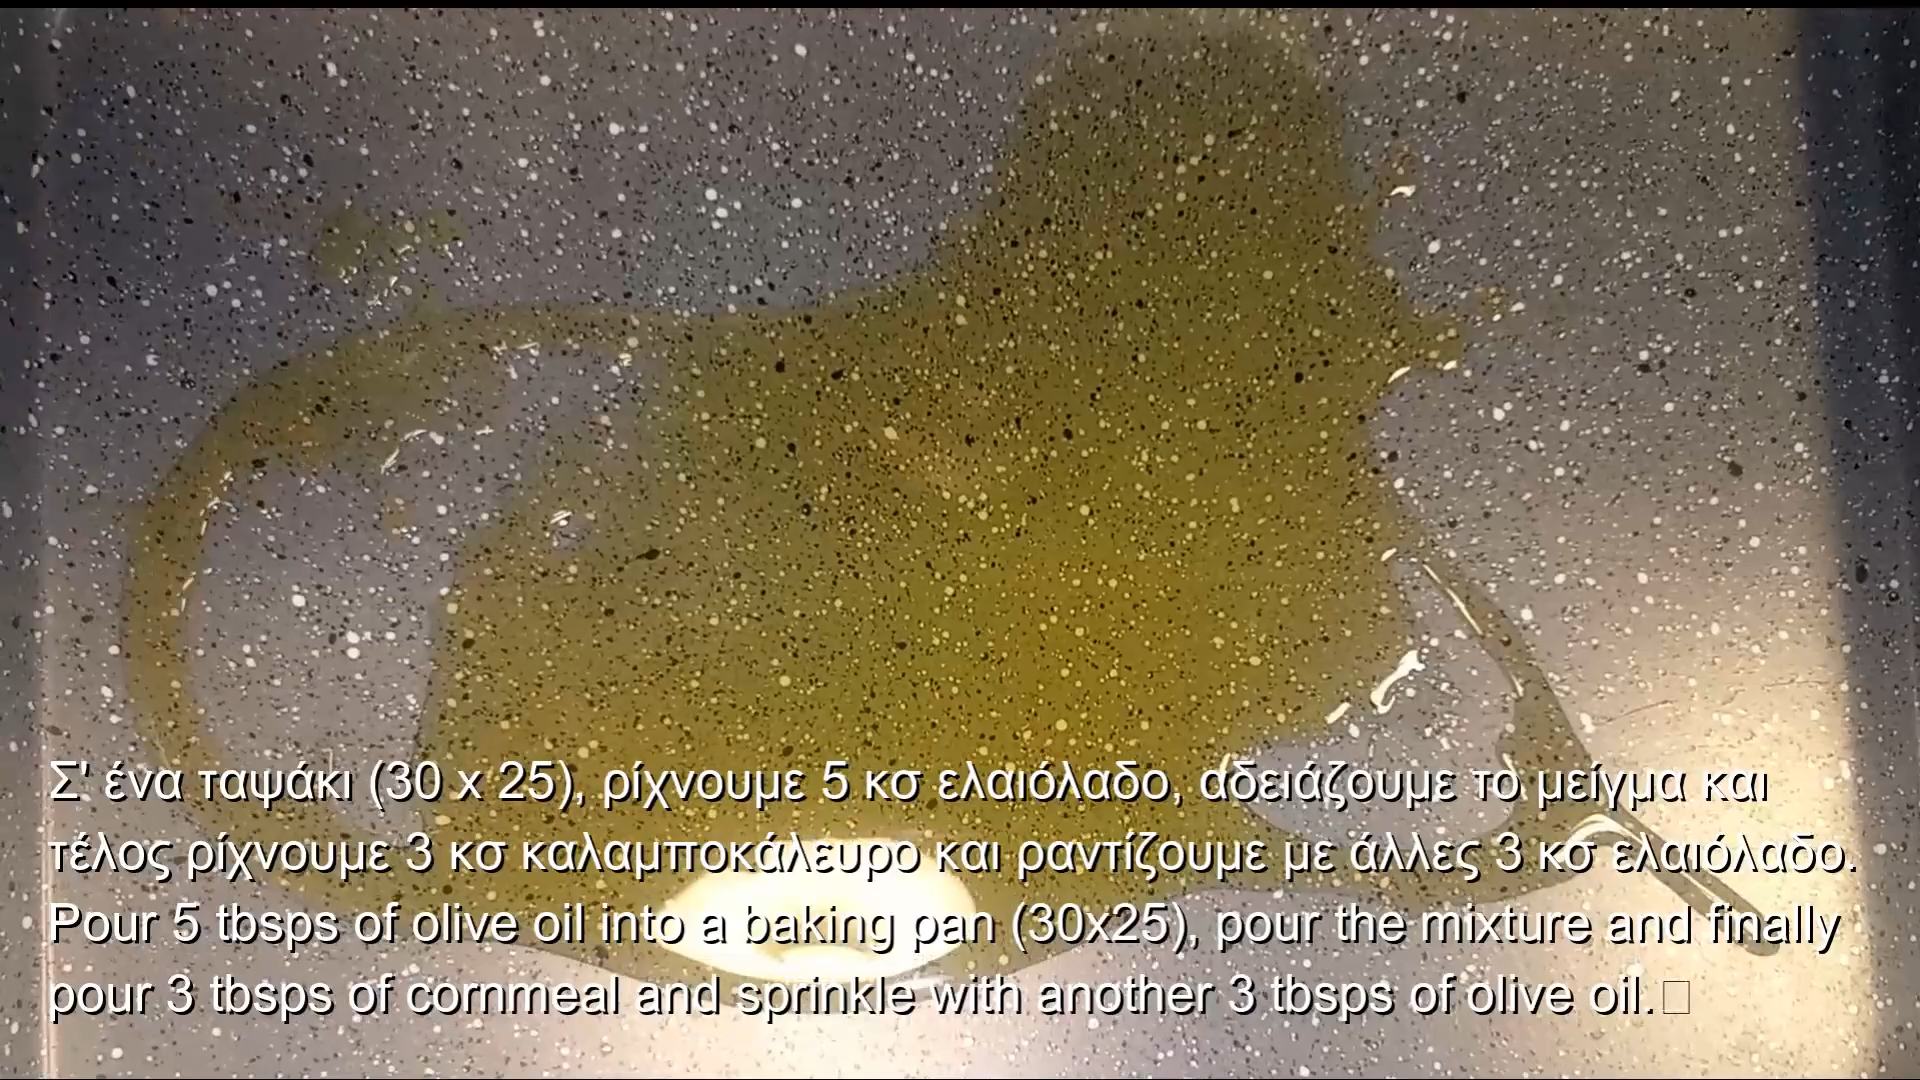 Σ' ένα ταψάκι (30 x 25), ρίχνουμε 5 κσ ελαιόλαδο, αδειάζουμε το μείγμα και
τέλος ρίχνουμε 3 κσ καλαμποκάλευρο και ραντίζουμε με άλλες 3 κσ ελαιόλαδο.
Pour 5 tbsps of olive oil into a baking pan (30x25), pour the mixture and finally
pour 3 tbsps of cornmeal and sprinkle with another 3 tbsps of olive oil.